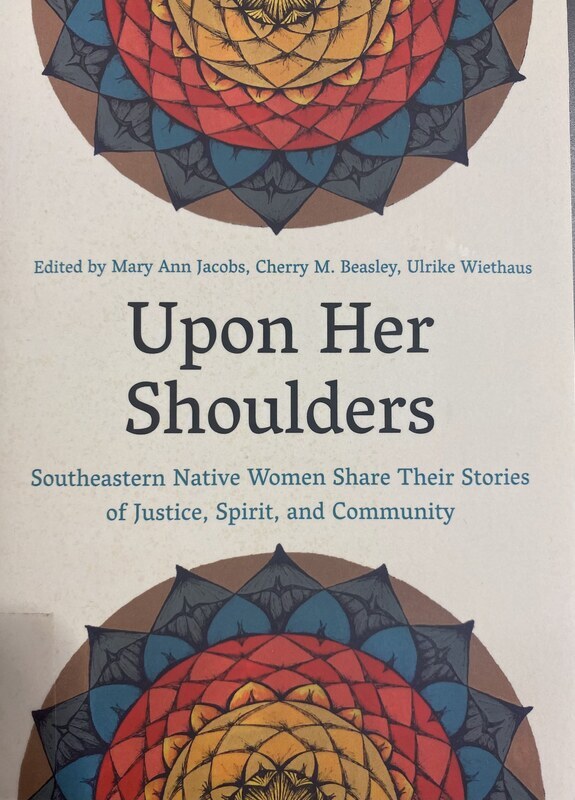 Edited by Mary Ann Jacobs, Cherry M. Beasley, Ulrike Wiethaus
Upon Her
Shoulders
Southeastern Native Women Share Their Stories
of Justice, Spirit, and Community